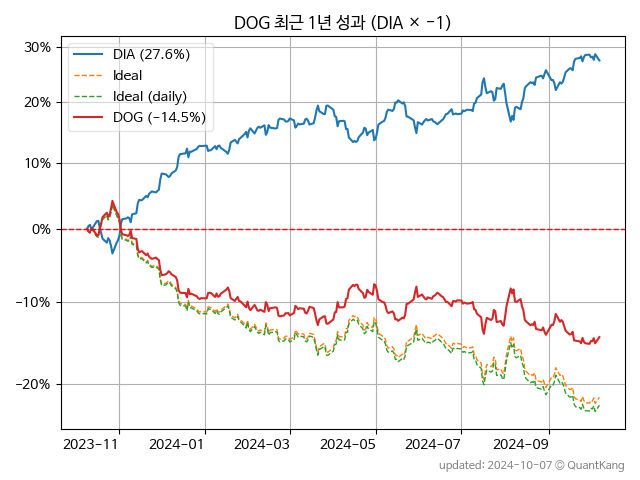 DOG 최근 1년 성과 (DIA × −1)
30%
20%
10%
0%
−10%
−20%
DIA (27.6%)
Ideal
Ideal (daily)
DOG (−14.5%)
2023−11
2024−01
2024−03
2024−05
2024−07
2024−09
updated: 2024-10-07 © QuantKang